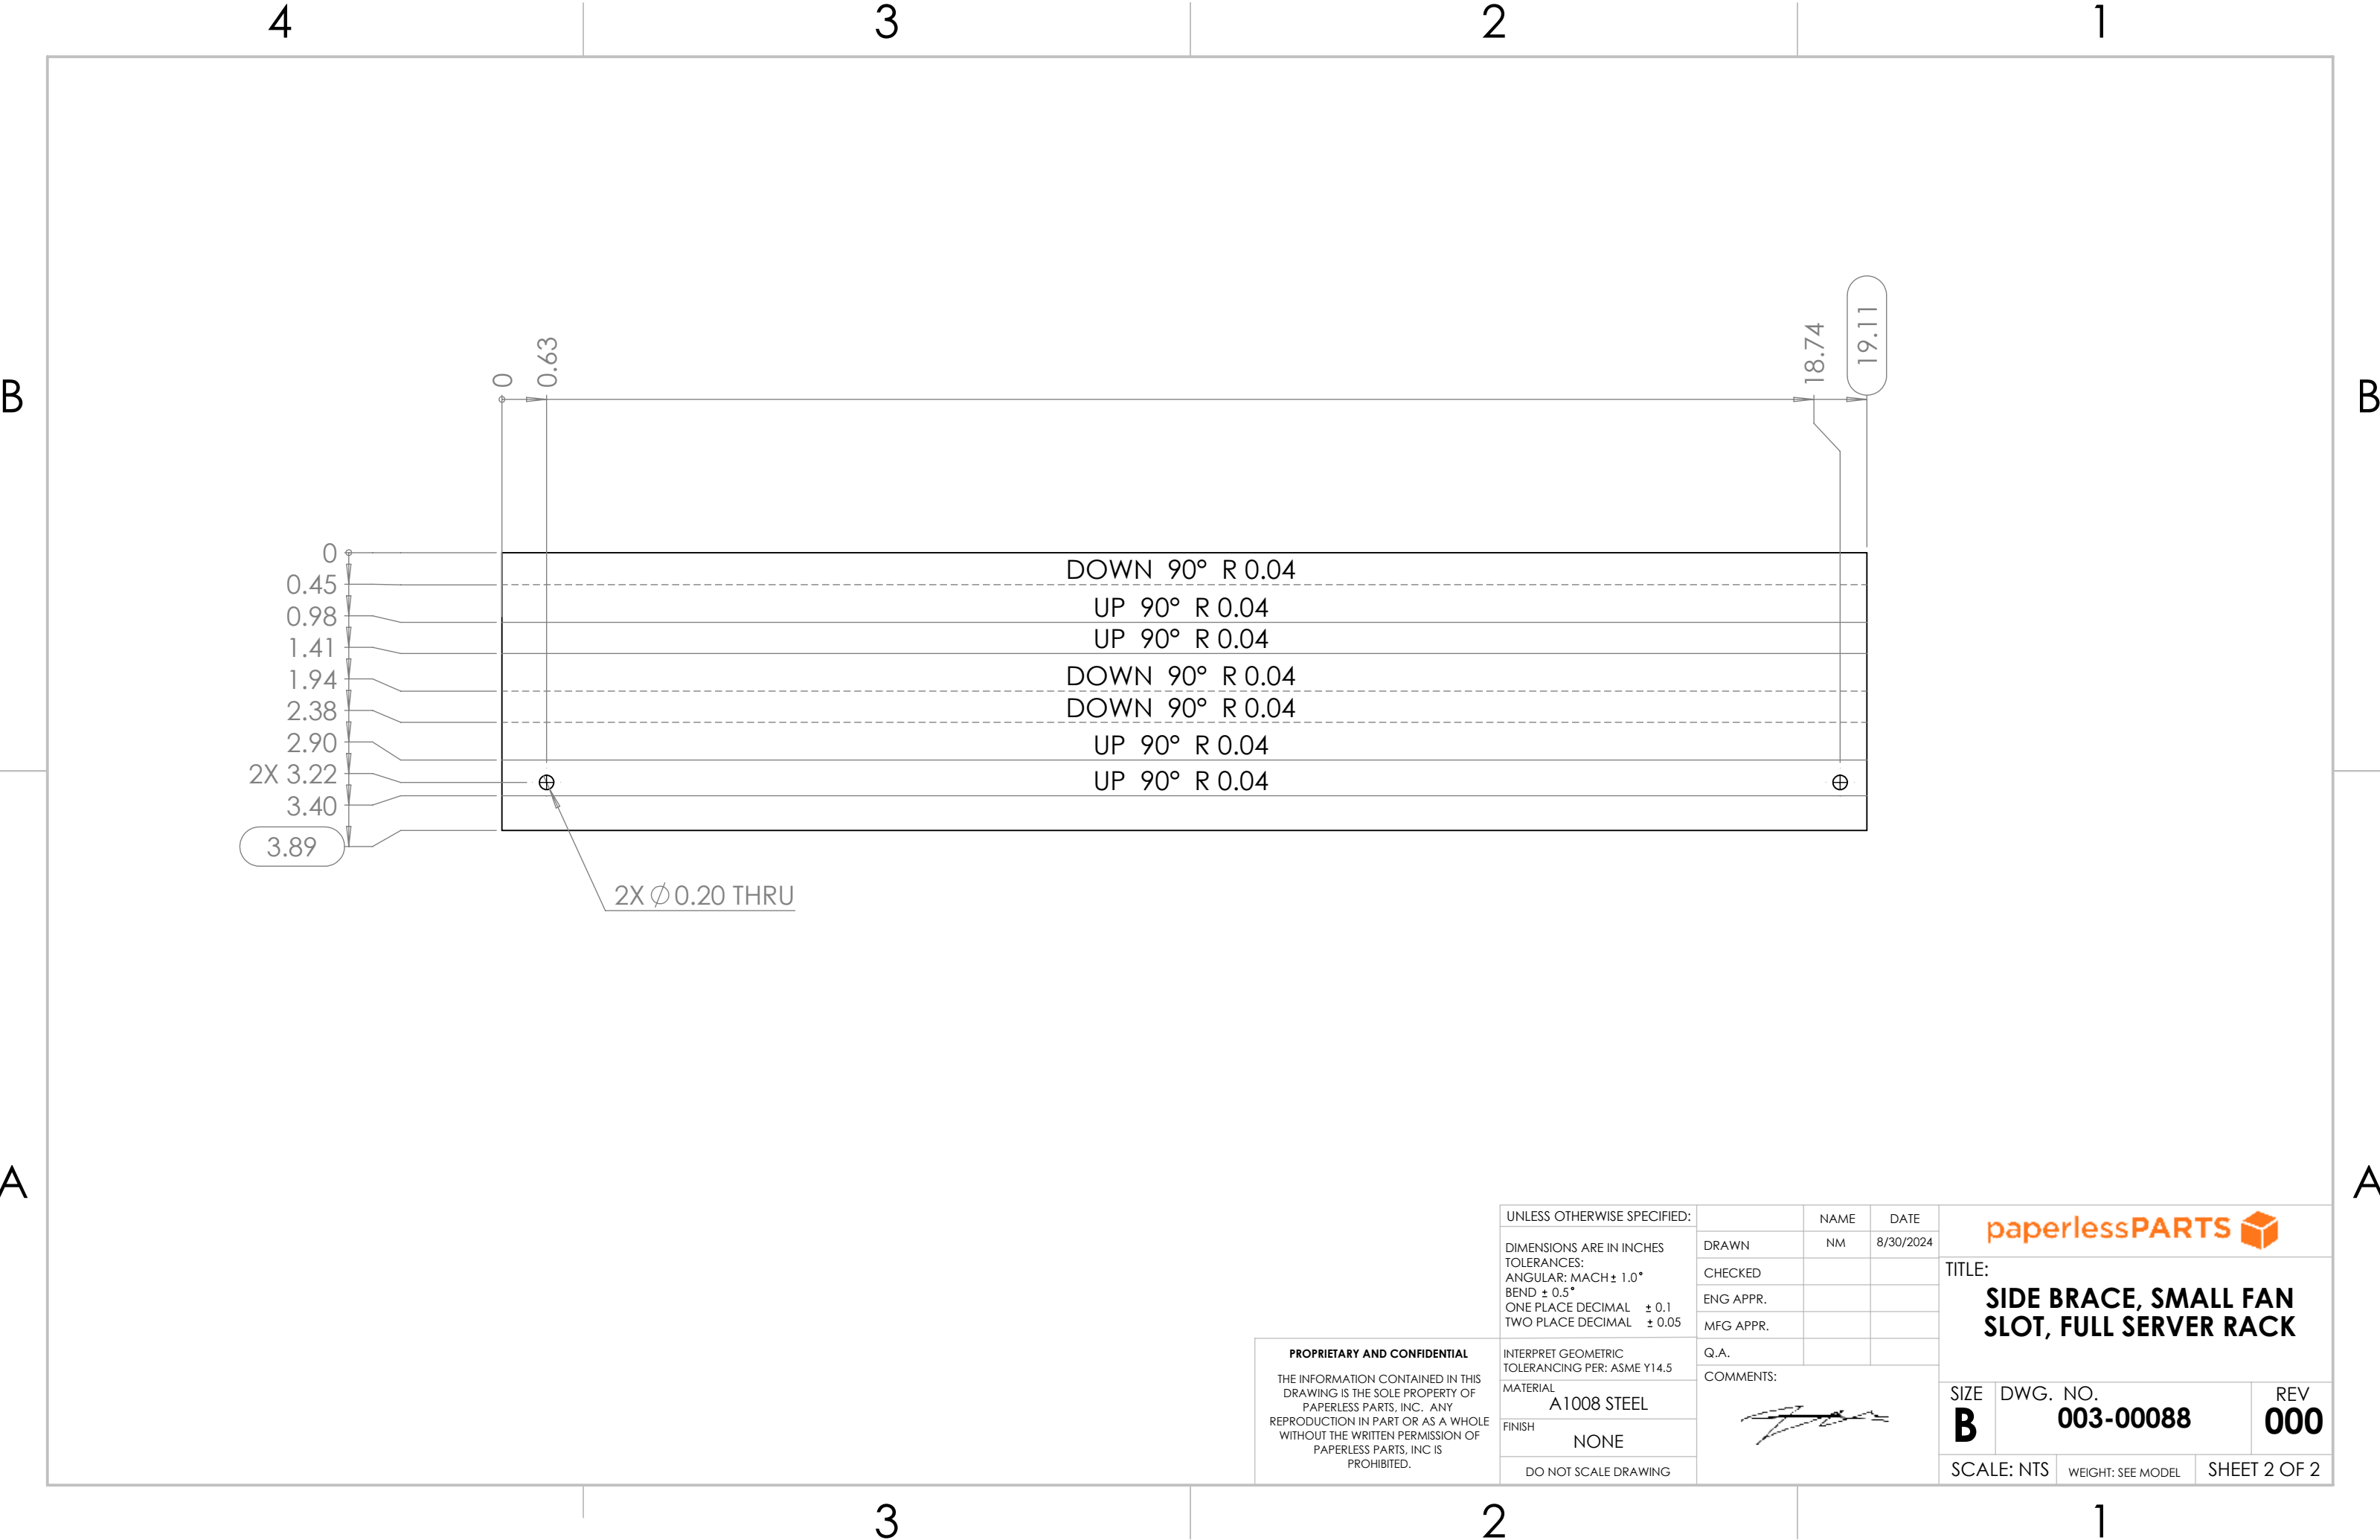 4 3 2 1
0
0.63
18.74
19.11
B B
0
0.45
0.98
1.41
1.94
2.38
2.90
2X 3.22
3.40
3.89
DOWN 90° R 0.04
UP 90° R 0.04
UP 90° R 0.04
DOWN 90° R 0.04
DOWN 90° R 0.04
UP 90° R 0.04
UP 90° R 0.04
2X ∅ 0.20 THRU
A A
PROPRIETARY AND CONFIDENTIAL
THE INFORMATION CONTAINED IN THIS
DRAWING IS THE SOLE PROPERTY OF
PAPERLESS PARTS, INC. ANY
REPRODUCTION IN PART OR AS A WHOLE
WITHOUT THE WRITTEN PERMISSION OF
PAPERLESS PARTS, INC IS
PROHIBITED.
UNLESS OTHERWISE SPECIFIED:
DIMENSIONS ARE IN INCHES
TOLERANCES:
ANGULAR: MACH ± 1.0°
BEND ± 0.5°
ONE PLACE DECIMAL ± 0.1
TWO PLACE DECIMAL ± 0.05
INTERPRET GEOMETRIC
TOLERANCING PER: ASME Y14.5
MATERIAL
A1008 STEEL
FINISH
NONE
DO NOT SCALE DRAWING
NAME DATE
DRAWN NM 8/30/2024
CHECKED
ENG APPR.
MFG APPR.
Q.A.
COMMENTS:
paperlessPARTS
TITLE:
SIDE BRACE, SMALL FAN
SLOT, FULL SERVER RACK
SIZE DWG. NO. REV
B 003-00088 000
SCALE: NTS WEIGHT: SEE MODEL SHEET 2 OF 2
3 2 1